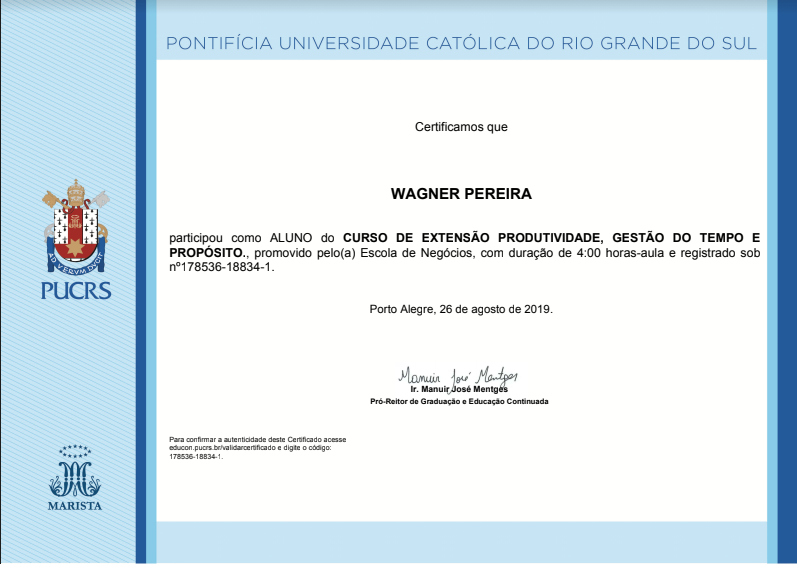 PONTIFÍCIA UNIVERSIDADE CATÓLICA DO RIO GRANDE DO SUL
Certificamos que
WAGNER PEREIRA
participou como ALUNO do CURSO DE EXTENSÃO PRODUTIVIDADE, GESTÃO DO TEMPO E
PROPÓSITO., promovido pelo(a) Escola de Negócios, com duração de 4:00 horas-aula e registrado sob
nº178536-18834-1.
Porto Alegre, 26 de agosto de 2019.
Manuir José Mentges
Ir. Manuir José Mentges
Pró-Reitor de Graduação e Educação Continuada
Para confirmar a autenticidade deste Certificado acesse
educon.pucrs.br/validarcertificado e digite o código:
178536-18834-1.
AD VERVM DVCIT
PUCRS
MARISTA